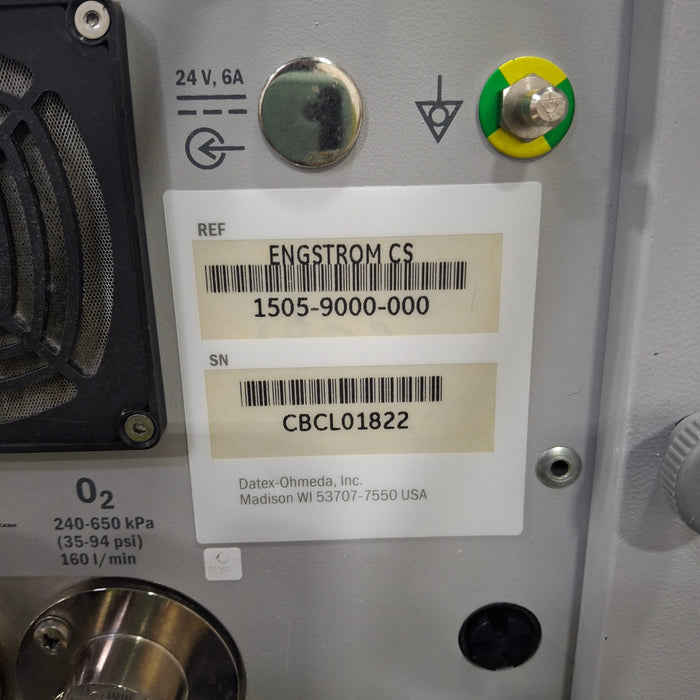 24 V, 6A
REF
ENGSTROM CS
1505-9000-000
SN
CBCL01822
Datex-Ohmeda, Inc.
Madison WI 53707-7550 USA
O2
240-650 kPa
(35-94 psi)
160 l/min